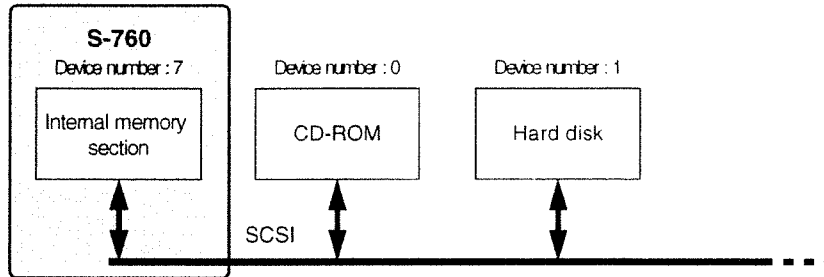 S-760
Device number : 7
Device number : 0
Device number : 1
Internal memory
section
CD-ROM
Hard disk
SCSI